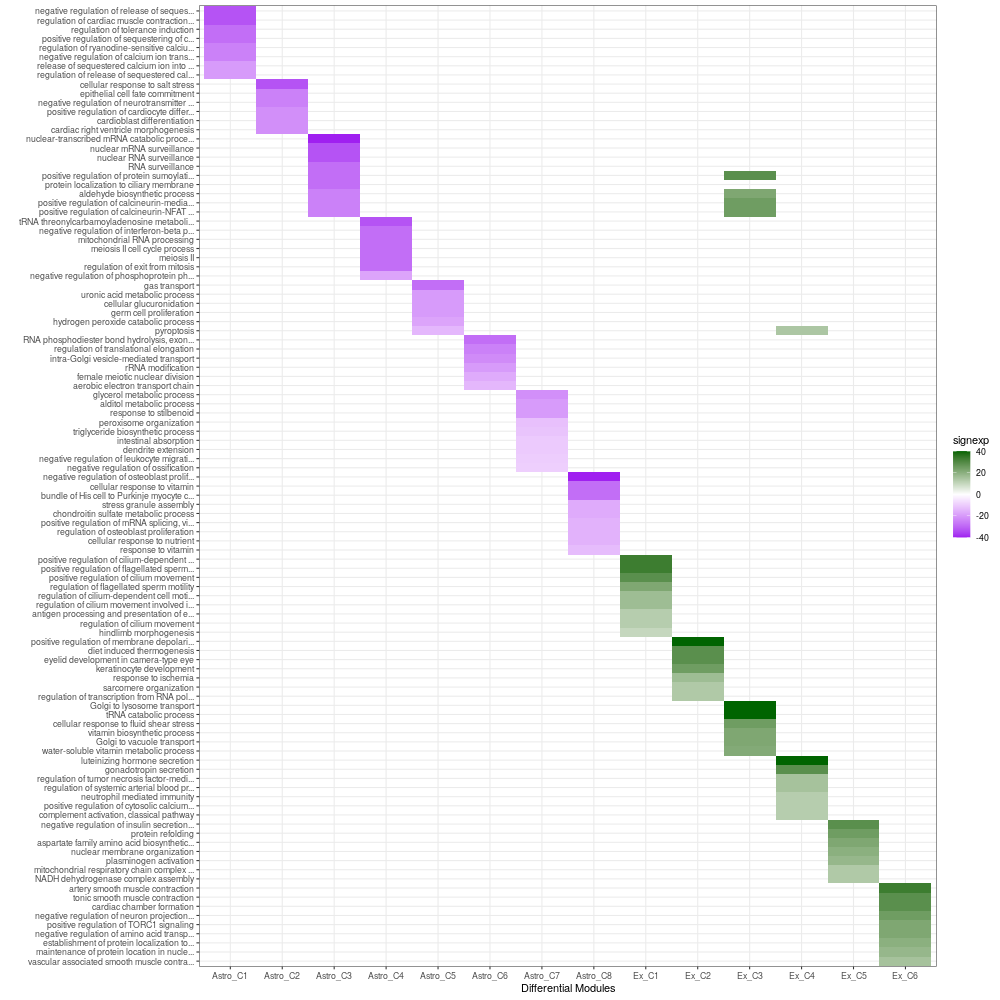 negative regulation of release of seques...
regulation of cardiac muscle contraction...
regulation of tolerance induction
positive regulation of sequestering of c...
regulation of ryanodine-sensitive calciu...
negative regulation of calcium ion trans...
release of sequestered calcium ion into ...
regulation of release of sequestered cal...
cellular response to salt stress
epithelial cell fate commitment
negative regulation of neurotransmitter ...
positive regulation of cardiocyte differ...
cardioblast differentiation
cardiac right ventricle morphogenesis
nuclear-transcribed mRNA catabolic proce...
nuclear mRNA surveillance
nuclear RNA surveillance
RNA surveillance
positive regulation of protein sumoylati...
protein localization to ciliary membrane
aldehyde biosynthetic process
positive regulation of calcineurin-media...
positive regulation of calcineurin-NFAT ...
tRNA threonylcarbamoyladenosine metaboli...
negative regulation of interferon-beta p...
mitochondrial RNA processing
meiosis II cell cycle process
meiosis II
regulation of exit from mitosis
negative regulation of phosphoprotein ph...
gas transport
uronic acid metabolic process
cellular glucuronidation
germ cell proliferation
hydrogen peroxide catabolic process
pyroptosis
RNA phosphodiester bond hydrolysis, exon...
regulation of translational elongation
intra-Golgi vesicle-mediated transport
rRNA modification
female meiotic nuclear division
aerobic electron transport chain
glycerol metabolic process
alditol metabolic process
response to stilbenoid
peroxisome organization
triglyceride biosynthetic process
intestinal absorption
dendrite extension
negative regulation of leukocyte migrati...
negative regulation of ossification
negative regulation of osteoblast prolif...
cellular response to vitamin
bundle of His cell to Purkinje myocyte c...
stress granule assembly
chondroitin sulfate metabolic process
positive regulation of mRNA splicing, vi...
regulation of osteoblast proliferation
cellular response to nutrient
response to vitamin
positive regulation of cilium-dependent ...
positive regulation of flagellated sperm...
positive regulation of cilium movement
regulation of flagellated sperm motility
regulation of cilium-dependent cell moti...
regulation of cilium movement involved i...
antigen processing and presentation of e...
regulation of cilium movement
hindlimb morphogenesis
positive regulation of membrane depolari...
diet induced thermogenesis
eyelid development in camera-type eye
keratinocyte development
response to ischemia
sarcomere organization
regulation of transcription from RNA pol...
Golgi to lysosome transport
tRNA catabolic process
cellular response to fluid shear stress
vitamin biosynthetic process
Golgi to vacuole transport
water-soluble vitamin metabolic process
luteinizing hormone secretion
gonadotropin secretion
regulation of tumor necrosis factor-medi...
regulation of systemic arterial blood pr...
neutrophil mediated immunity
positive regulation of cytosolic calcium...
complement activation, classical pathway
negative regulation of insulin secretion...
protein refolding
aspartate family amino acid biosynthetic...
nuclear membrane organization
plasminogen activation
mitochondrial respiratory chain complex ...
NADH dehydrogenase complex assembly
artery smooth muscle contraction
tonic smooth muscle contraction
cardiac chamber formation
negative regulation of neuron projection...
positive regulation of TORC1 signaling
negative regulation of amino acid transp...
establishment of protein localization to...
maintenance of protein location in nucle...
vascular associated smooth muscle contra...
Astro_C1 Astro_C2 Astro_C3 Astro_C4 Astro_C5 Astro_C6 Astro_C7 Astro_C8 Ex_C1 Ex_C2 Ex_C3 Ex_C4 Ex_C5 Ex_C6
Differential Modules
signexp
40
20
0
-20
-40